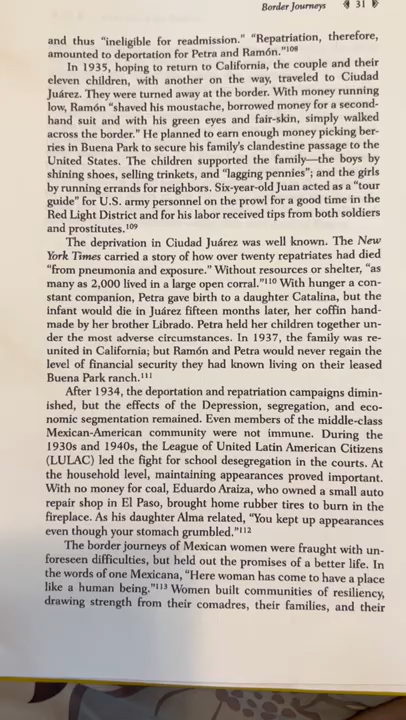 Border Journeys 31
and thus "ineligible for readmission." "Repatriation, therefore,
amounted to deportation for Petra and Ramón."¹⁰⁸
In 1935, hoping to return to California, the couple and their
eleven children, with another on the way, traveled to Ciudad
Juárez. They were turned away at the border. With money running
low, Ramón "shaved his moustache, borrowed money for a second-
hand suit and with his green eyes and fair-skin, simply walked
across the border." He planned to earn enough money picking ber-
ries in Buena Park to secure his family's clandestine passage to the
United States. The children supported the family—the boys by
shining shoes, selling trinkets, and "lagging pennies"; and the girls
by running errands for neighbors. Six-year-old Juan acted as a "tour
guide" for U.S. army personnel on the prowl for a good time in the
Red Light District and for his labor received tips from both soldiers
and prostitutes.¹⁰⁹
The deprivation in Ciudad Juárez was well known. The New
York Times carried a story of how over twenty repatriates had died
"from pneumonia and exposure." Without resources or shelter, "as
many as 2,000 lived in a large open corral."¹¹⁰ With hunger a con-
stant companion, Petra gave birth to a daughter Catalina, but the
infant would die in Juárez fifteen months later, her coffin hand-
made by her brother Librado. Petra held her children together un-
der the most adverse circumstances. In 1937, the family was re-
united in California; but Ramón and Petra would never regain the
level of financial security they had known living on their leased
Buena Park ranch.¹¹¹
After 1934, the deportation and repatriation campaigns dimin-
ished, but the effects of the Depression, segregation, and eco-
nomic segmentation remained. Even members of the middle-class
Mexican-American community were not immune. During the
1930s and 1940s, the League of United Latin American Citizens
(LULAC) led the fight for school desegregation in the courts. At
the household level, maintaining appearances proved important.
With no money for coal, Eduardo Araiza, who owned a small auto
repair shop in El Paso, brought home rubber tires to burn in the
fireplace. As his daughter Alma related, "You kept up appearances
even though your stomach grumbled."¹¹²
The border journeys of Mexican women were fraught with un-
foreseen difficulties, but held out the promises of a better life. In
the words of one Mexicana, "Here woman has come to have a place
like a human being."¹¹³ Women built communities of resiliency,
drawing strength from their comadres, their families, and their